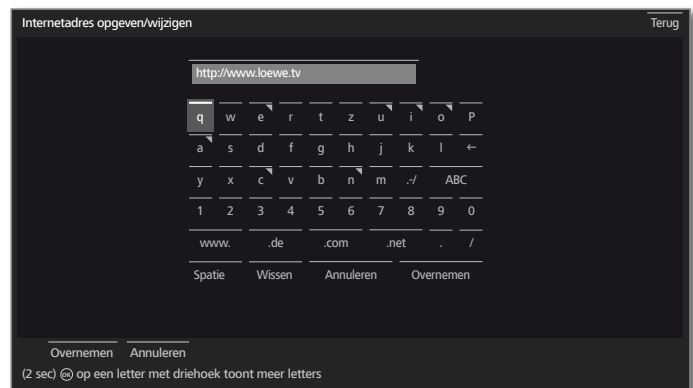 Internetadres opgeven/wijzigen Terug
http://www.loewe.tv
q w e r t z u i o P
a s d f g h j k l ←
y x c v b n m .-/ ABC
1 2 3 4 5 6 7 8 9 0
www. .de .com .net . /
Spatie Wissen Annuleren Overnemen
Overnemen Annuleren
(2 sec) OK op een letter met driehoek toont meer letters